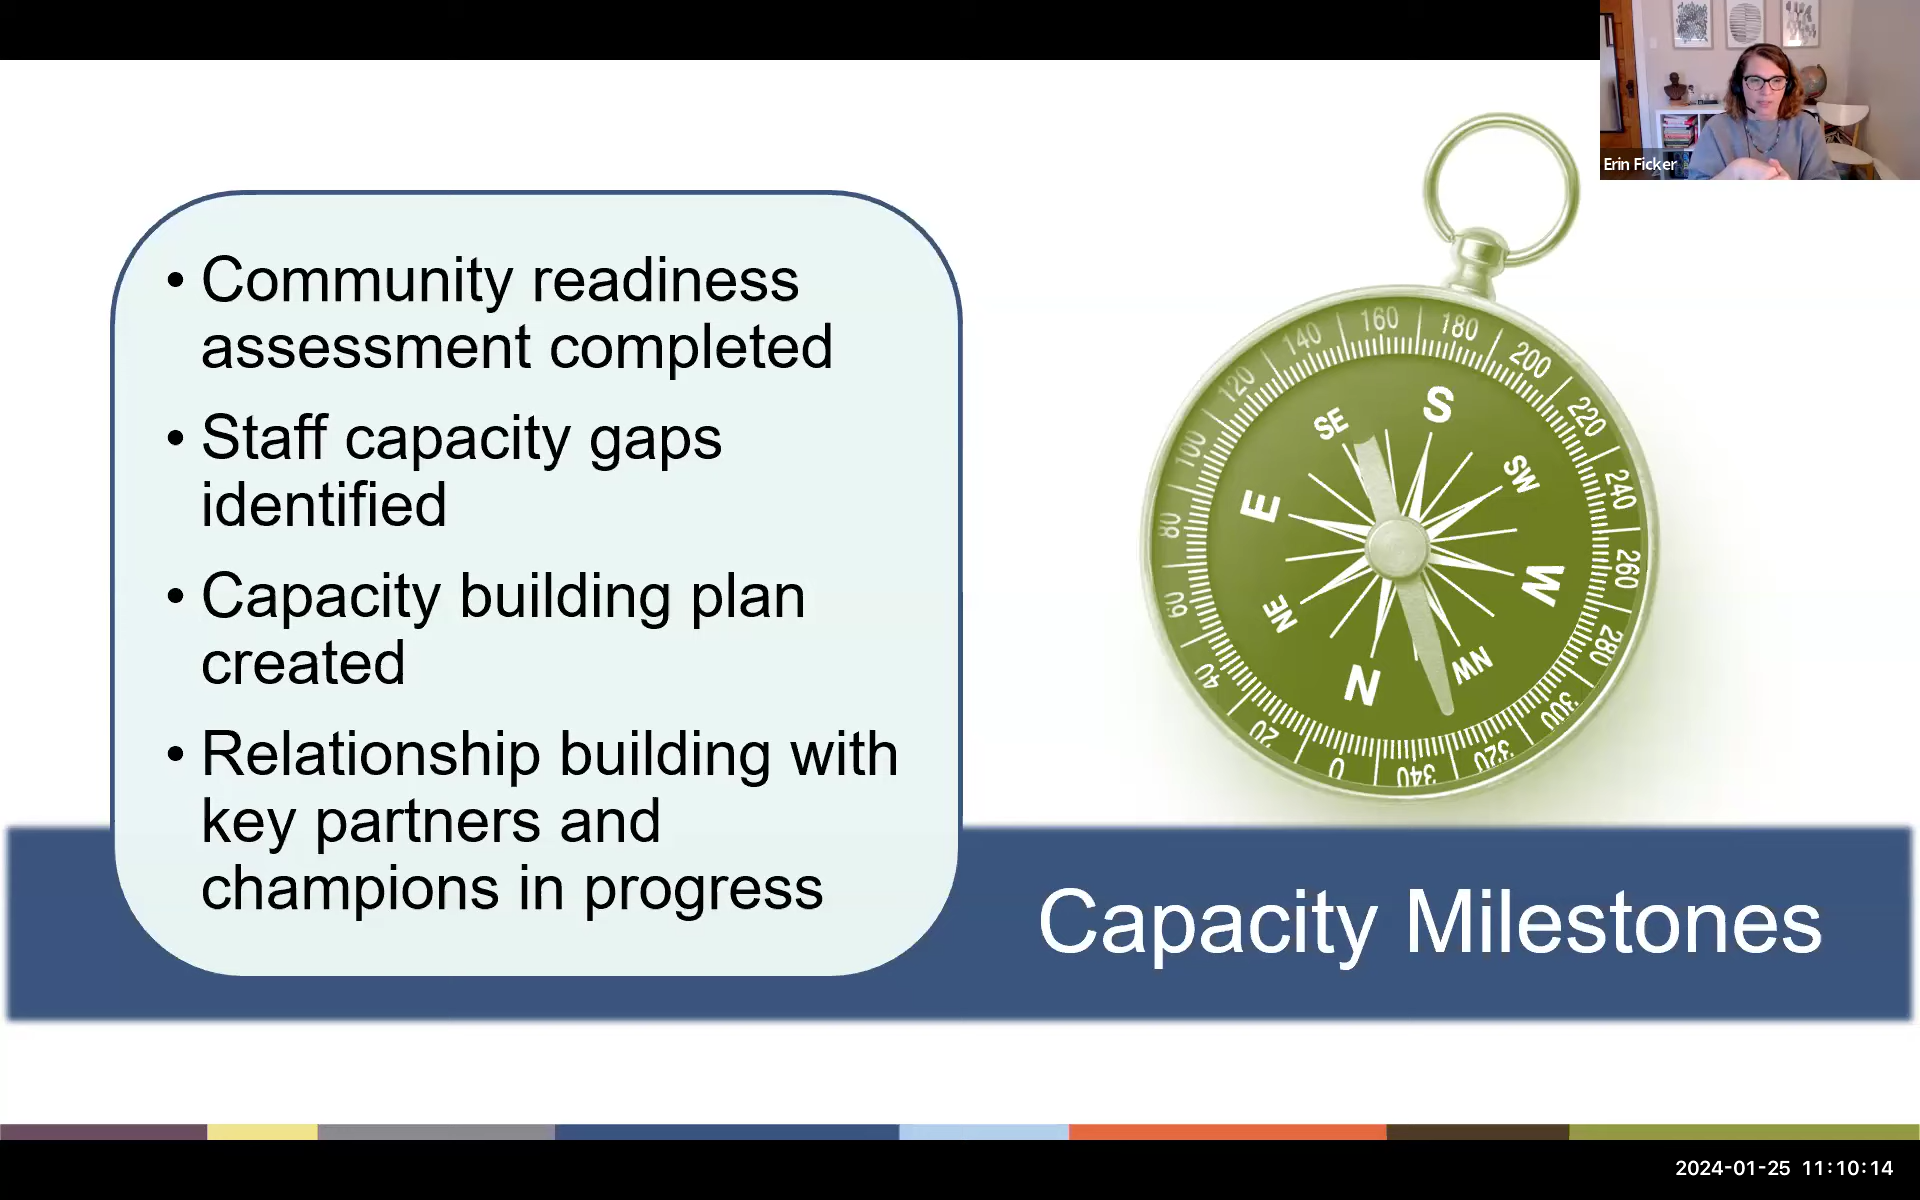 Erin Ficker
• Community readiness
assessment completed
• Staff capacity gaps
identified
• Capacity building plan
created
• Relationship building with
key partners and
champions in progress
0
20
40
60
80
100
120
140
160
180
200
220
240
260
280
300
320
340
S
SW
W
NW
N
NE
E
SE
Capacity Milestones
2024-01-25 11:10:14